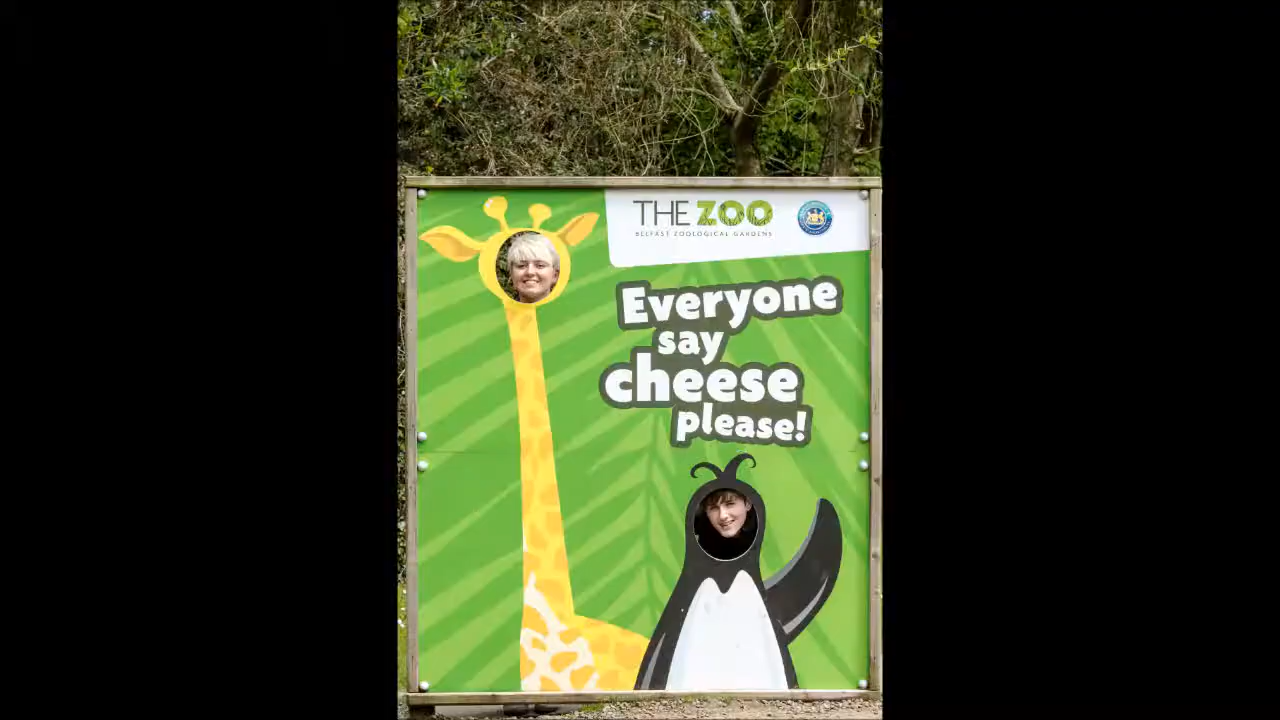 THE ZOO
BELFAST ZOOLOGICAL GARDENS
Everyone
say
cheese
please!